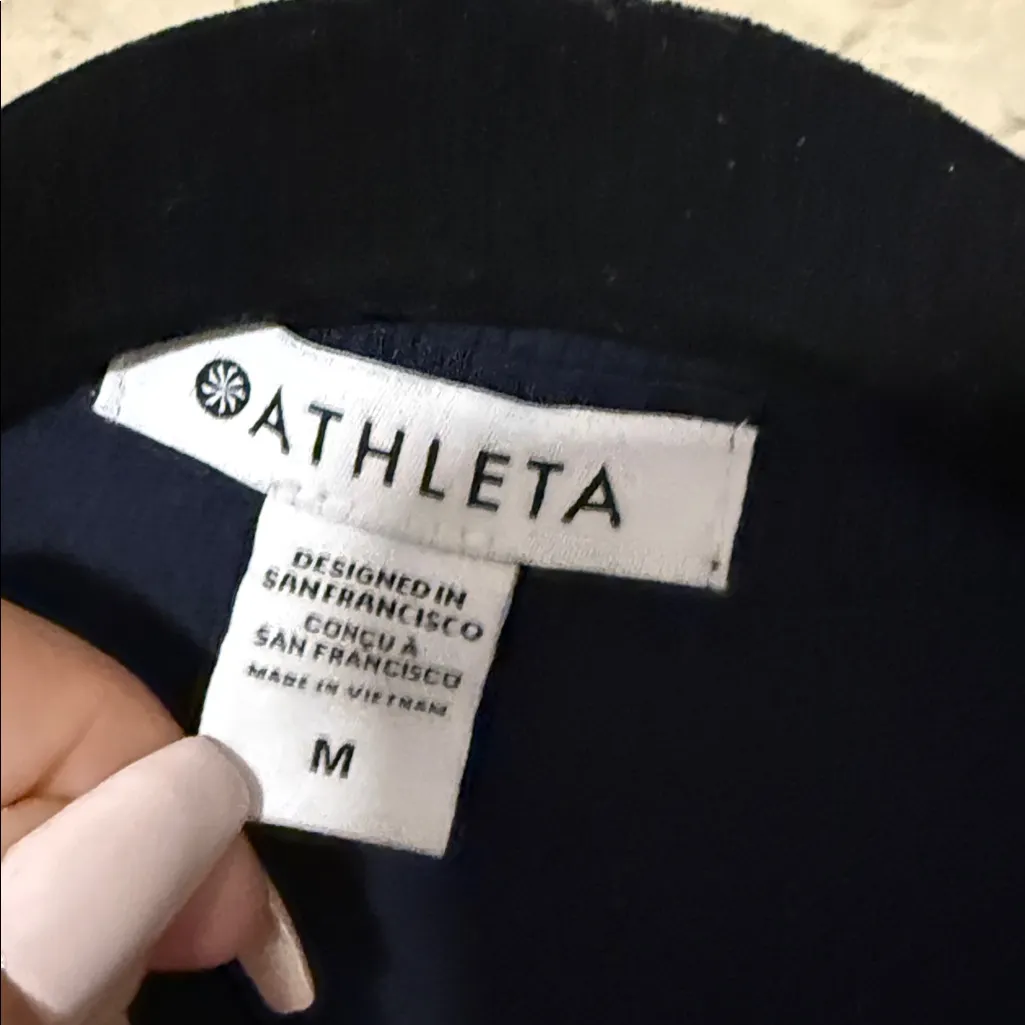 ATHLETA
DESIGNED IN
SAN FRANCISCO
CONÇU À
SAN FRANCISCO
MADE IN VIETNAM
M